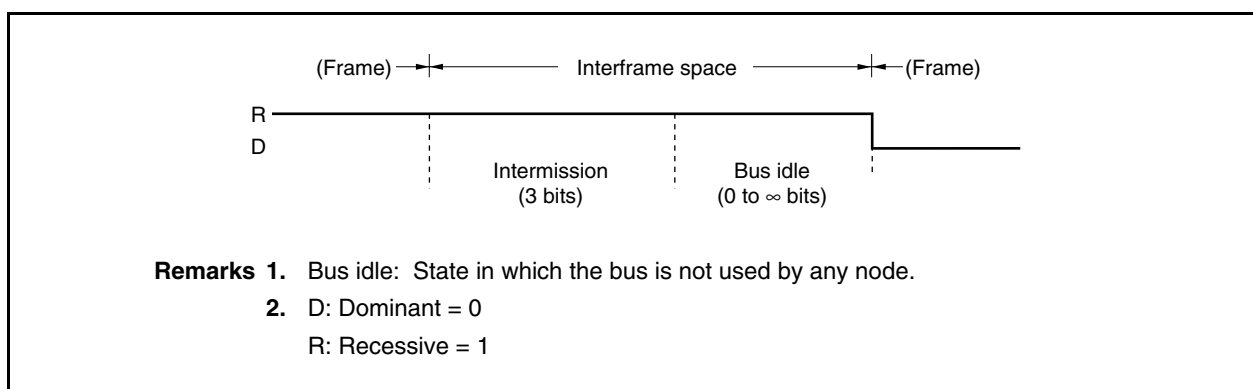 (Frame) Interframe space (Frame)
R
D
Intermission Bus idle
(3 bits) (0 to ∞ bits)
Remarks 1. Bus idle: State in which the bus is not used by any node.
2. D: Dominant = 0
R: Recessive = 1